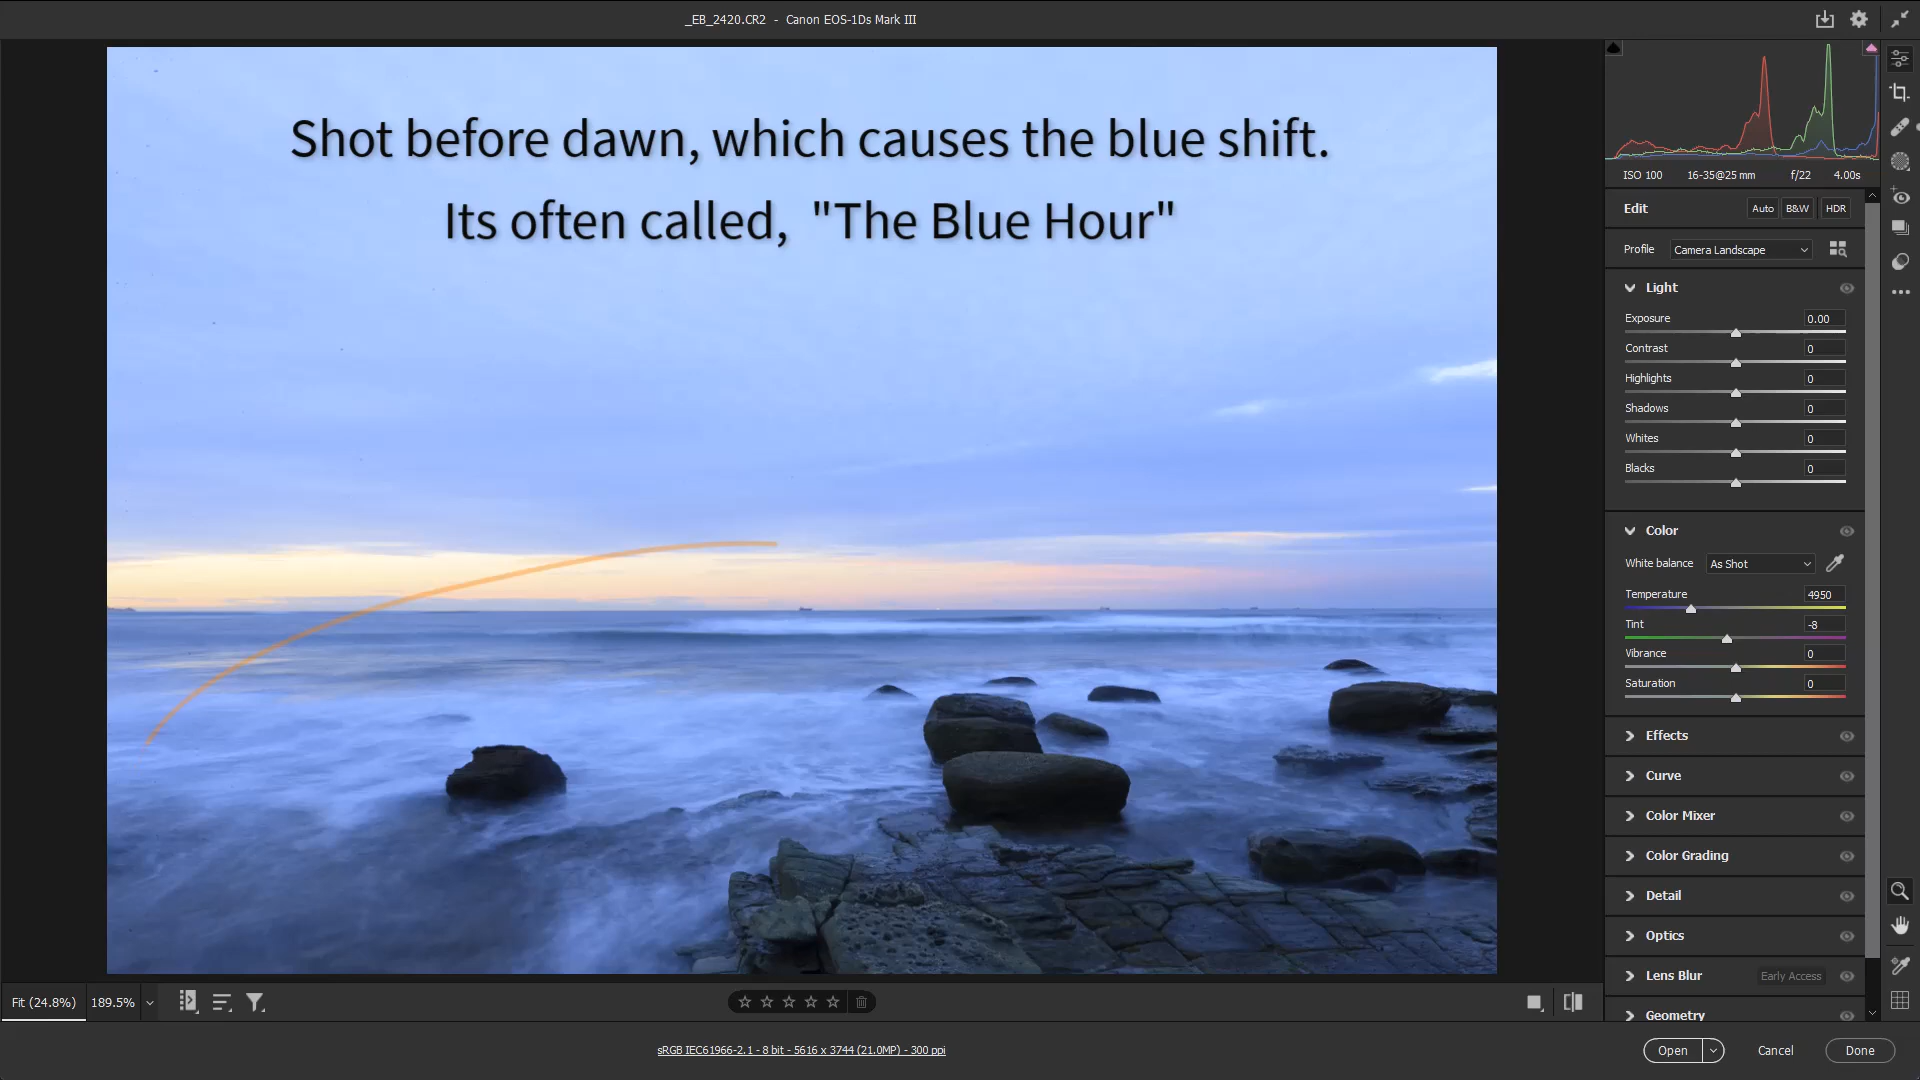 _EB_2420.CR2 - Canon EOS-1Ds Mark III
Shot before dawn, which causes the blue shift.
Its often called, "The Blue Hour"
ISO 100 16-35@25 mm f/22 4.00s
Edit Auto B&W HDR
Profile Camera Landscape
Light
Exposure 0.00
Contrast 0
Highlights 0
Shadows 0
Whites 0
Blacks 0
Color
White balance As Shot
Temperature 4950
Tint -8
Vibrance 0
Saturation 0
Effects
Curve
Color Mixer
Color Grading
Detail
Optics
Lens Blur Early Access
Geometry
Fit (24.8%) 189.5%
sRGB IEC61966-2.1 - 8 bit - 5616 x 3744 (21.0MP) - 300 ppi
Open Cancel Done